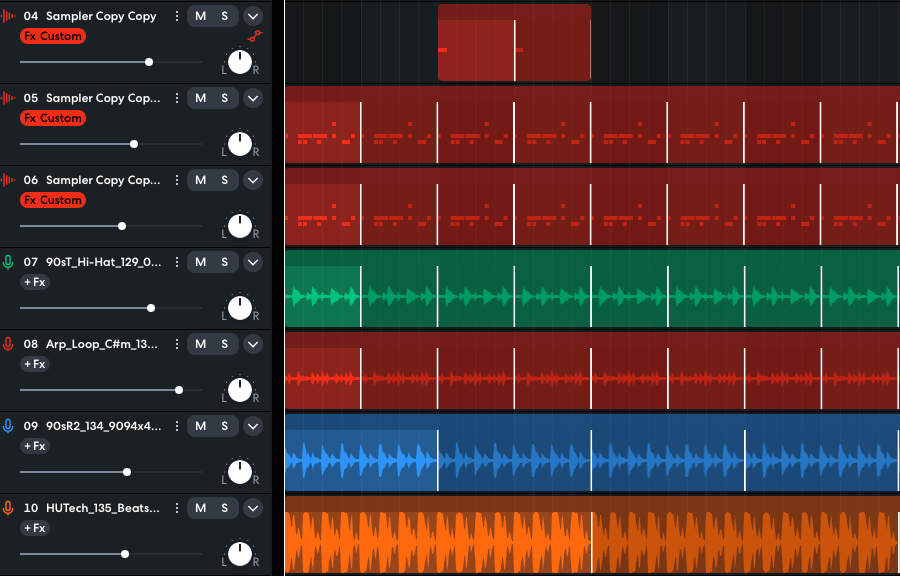 04 Sampler Copy Copy M S
Fx Custom
L R
05 Sampler Copy Cop... M S
Fx Custom
L R
06 Sampler Copy Cop... M S
Fx Custom
L R
07 90sT_Hi-Hat_129_0... M S
+ Fx
L R
08 Arp_Loop_C#m_13... M S
+ Fx
L R
09 90sR2_134_9094x4... M S
+ Fx
L R
10 HUTech_135_Beats... M S
+ Fx
L R